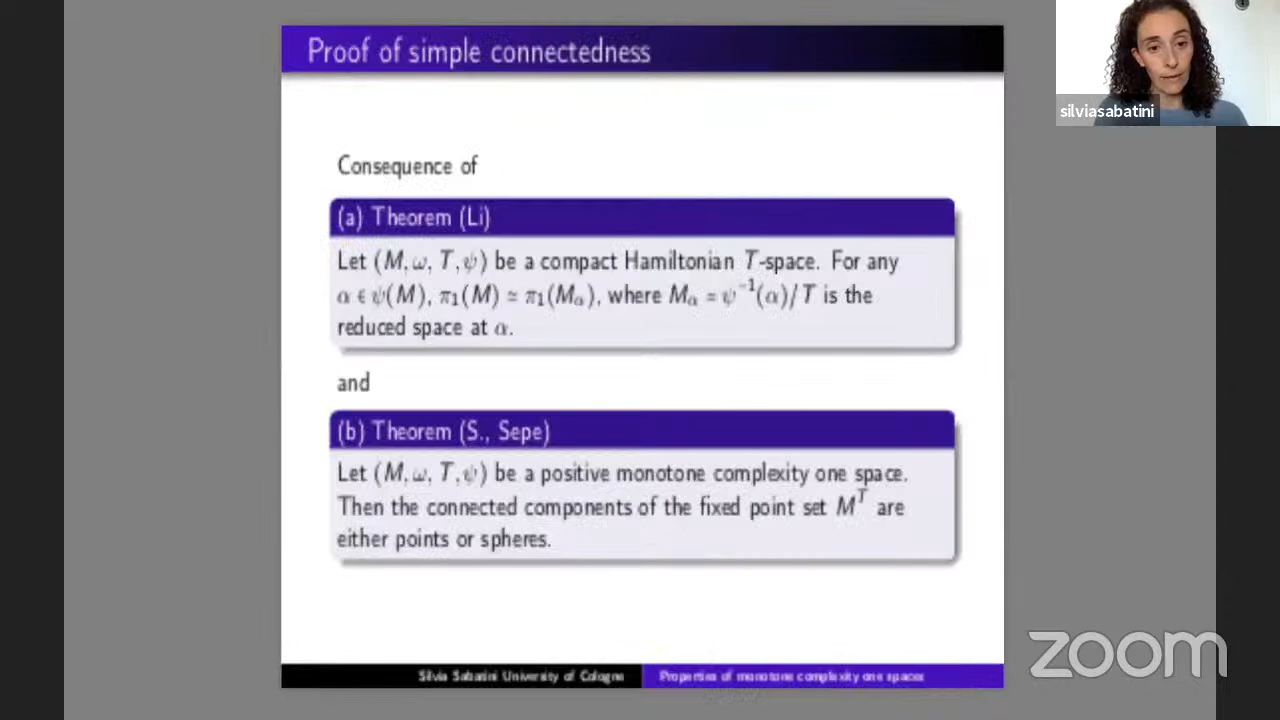 Proof of simple connectedness
silviasabatini
Consequence of
(a) Theorem (Li)
Let (M, ω, T, ψ) be a compact Hamiltonian T-space. For any
α ∈ ψ(M), π₁(M) ≃ π₁(Mα), where Mα = ψ⁻¹(α)/T is the
reduced space at α.
and
(b) Theorem (S., Sepe)
Let (M, ω, T, ψ) be a positive monotone complexity one space.
Then the connected components of the fixed point set Mᵀ are
either points or spheres.
zoom
Silvia Sabatini University of Cologne
Properties of monotone complexity one spaces